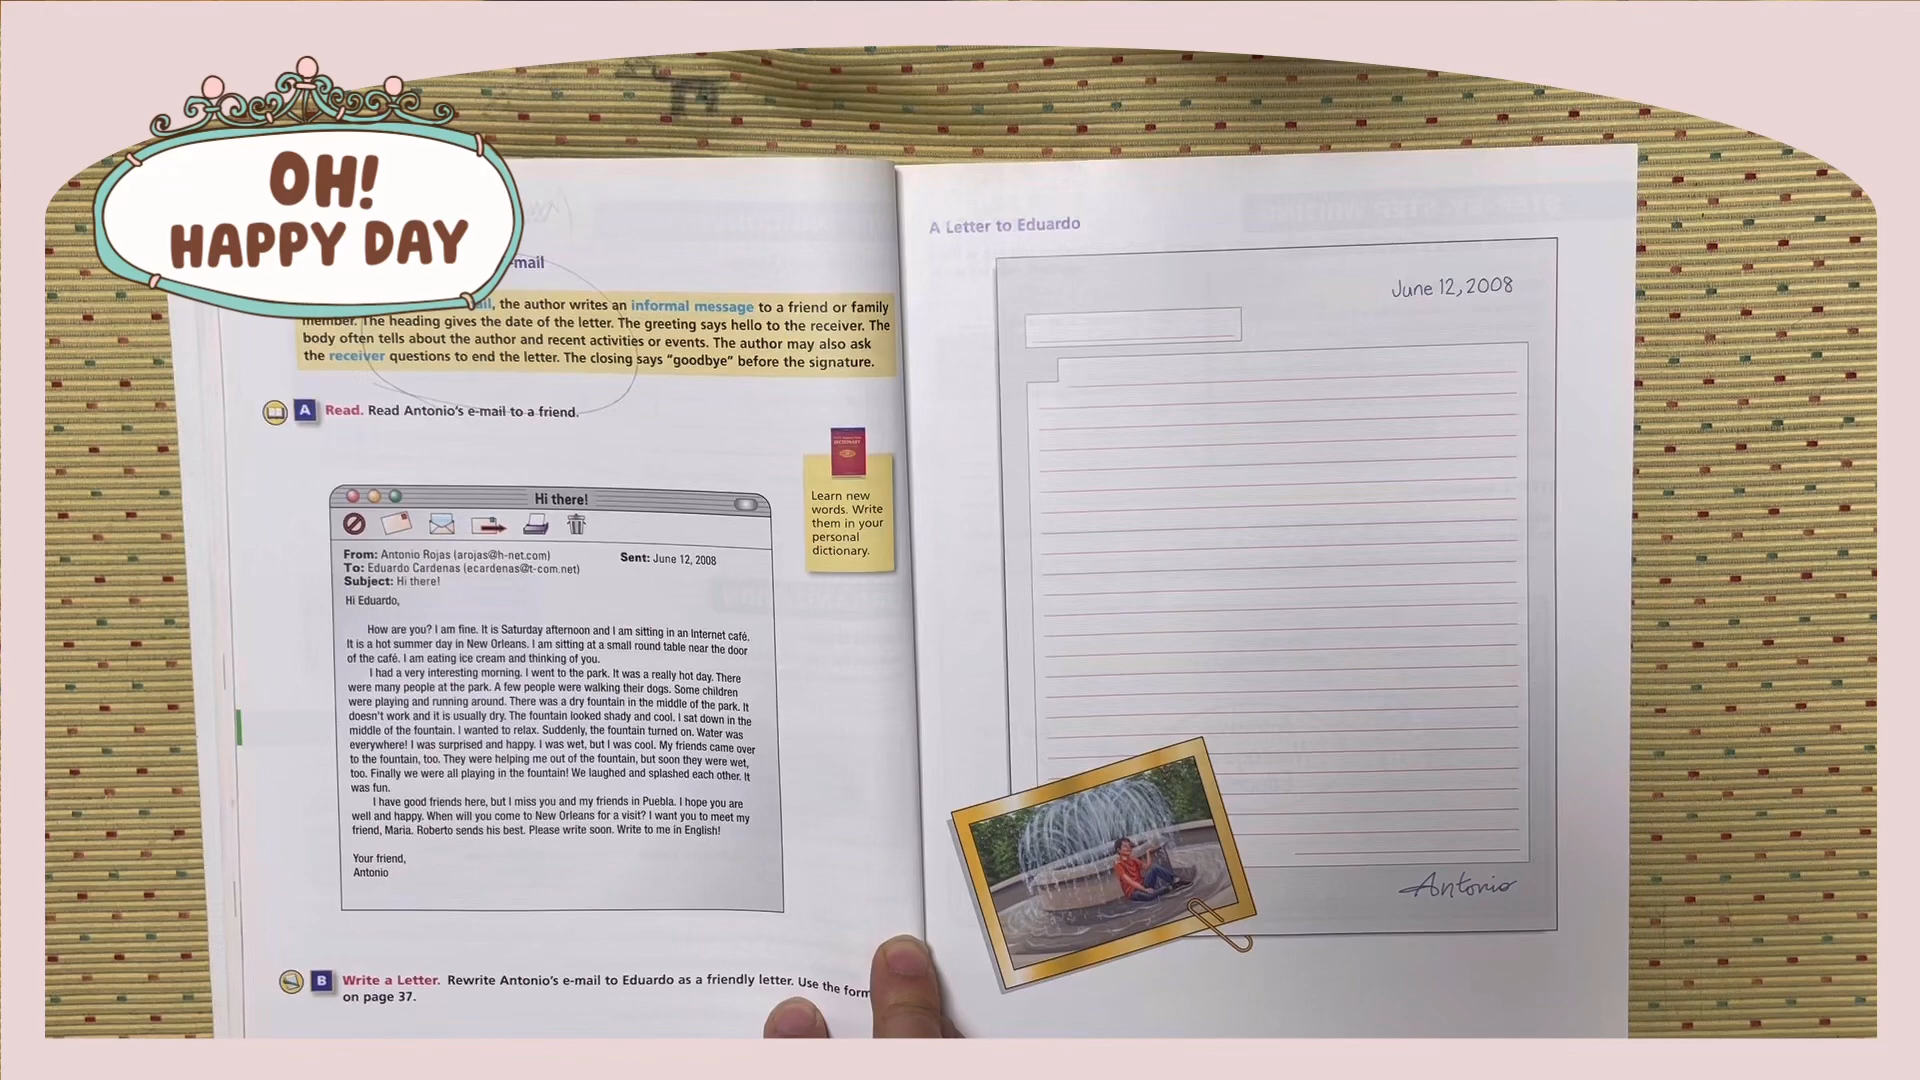 OH!
HAPPY DAY
-mail
, the author writes an informal message to a friend or family
member. The heading gives the date of the letter. The greeting says hello to the receiver. The
body often tells about the author and recent activities or events. The author may also ask
the receiver questions to end the letter. The closing says "goodbye" before the signature.
A Read. Read Antonio's e-mail to a friend.
Learn new
words. Write
them in your
personal
dictionary.
DICTIONARY
Hi there!
From: Antonio Rojas (arojas@h-net.com)
Sent: June 12, 2008
To: Eduardo Cardenas (ecardenas@t-com.net)
Subject: Hi there!
Hi Eduardo,
How are you? I am fine. It is Saturday afternoon and I am sitting in an Internet café.
It is a hot summer day in New Orleans. I am sitting at a small round table near the door
of the café. I am eating ice cream and thinking of you.
I had a very interesting morning. I went to the park. It was a really hot day. There
were many people at the park. A few people were walking their dogs. Some children
were playing and running around. There was a dry fountain in the middle of the park. It
doesn't work and it is usually dry. The fountain looked shady and cool. I sat down in the
middle of the fountain. I wanted to relax. Suddenly, the fountain turned on. Water was
everywhere! I was surprised and happy. I was wet, but I was cool. My friends came over
to the fountain, too. They were helping me out of the fountain, but soon they were wet,
too. Finally we were all playing in the fountain! We laughed and splashed each other. It
was fun.
I have good friends here, but I miss you and my friends in Puebla. I hope you are
well and happy. When will you come to New Orleans for a visit? I want you to meet my
friend, Maria. Roberto sends his best. Please write soon. Write to me in English!
Your friend,
Antonio
B Write a Letter. Rewrite Antonio's e-mail to Eduardo as a friendly letter. Use the form
on page 37.
A Letter to Eduardo
June 12, 2008
Antonio